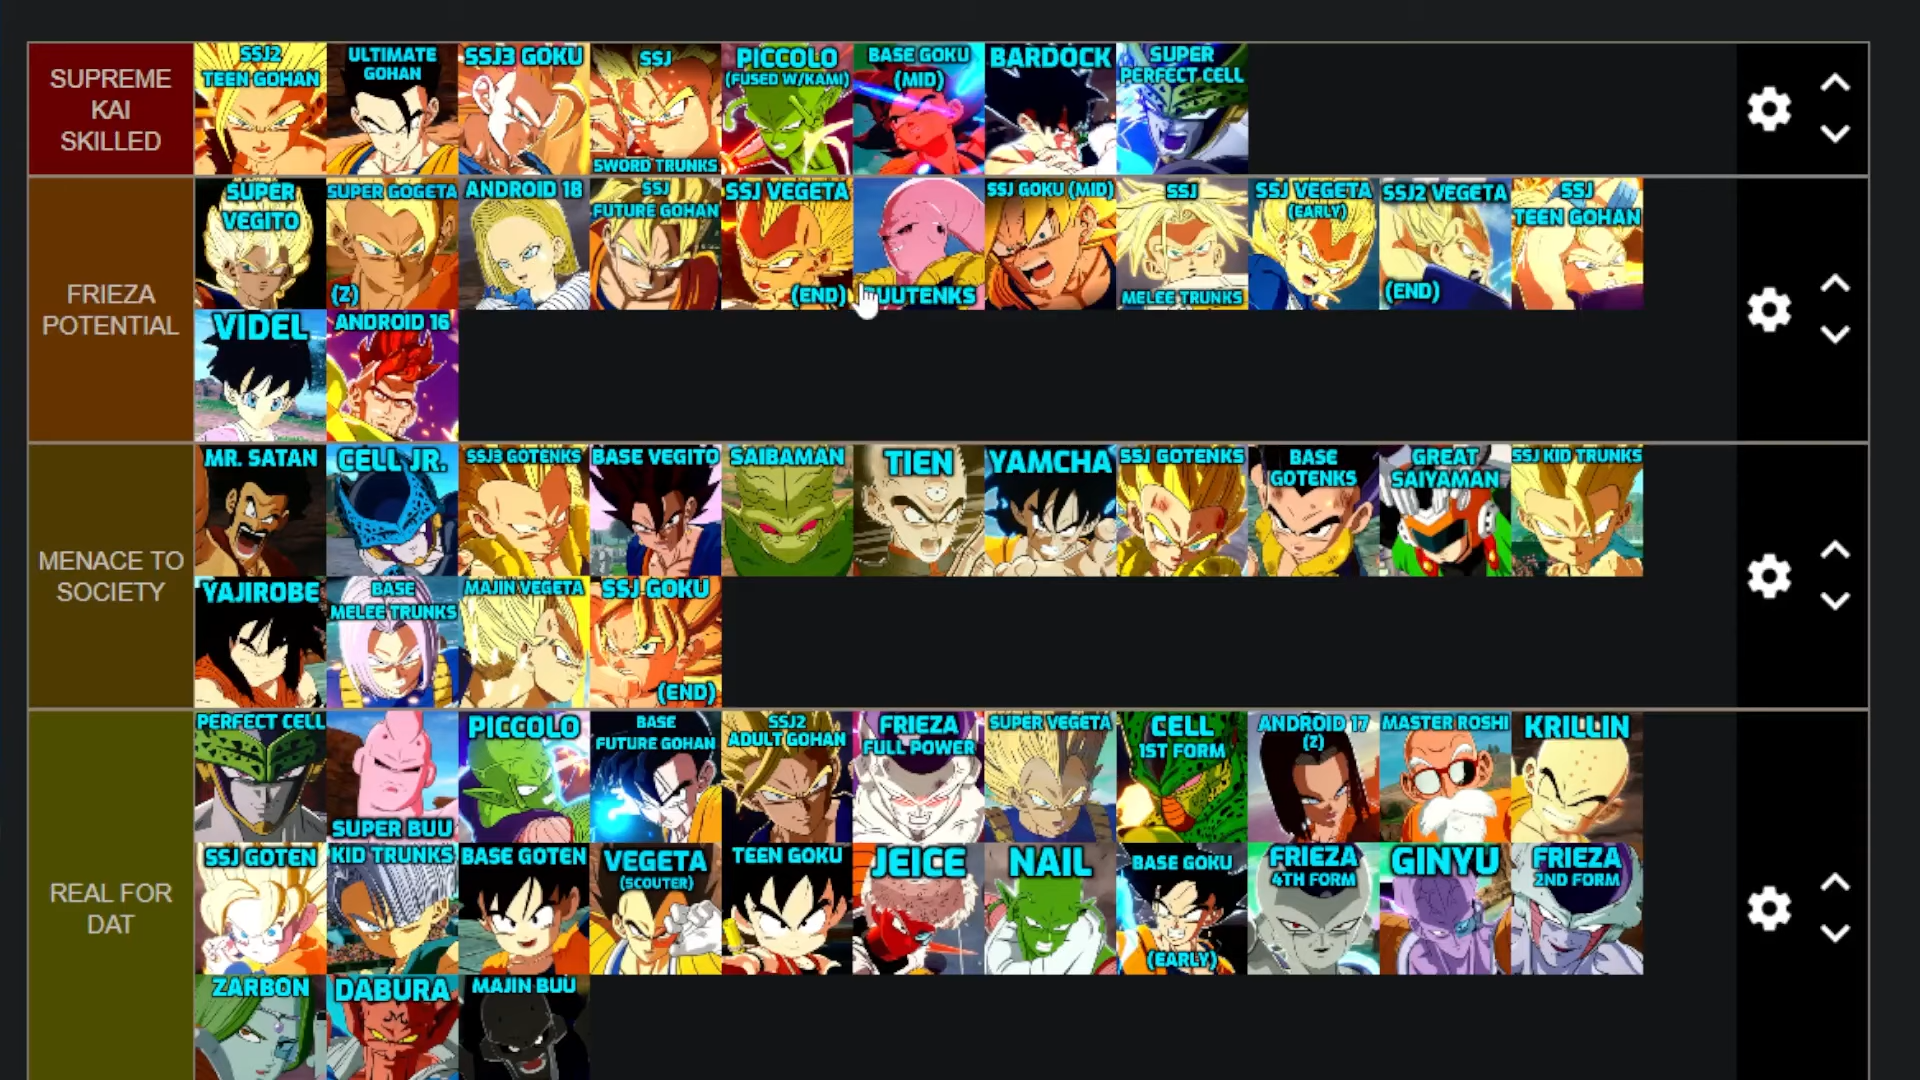 SUPREME
KAI
SKILLED
SSJ2
TEEN GOHAN
ULTIMATE
GOHAN
SSJ3 GOKU
SSJ
SWORD TRUNKS
PICCOLO
(FUSED W/KAMI)
BASE GOKU
(MID)
BARDOCK
SUPER
PERFECT CELL
FRIEZA
POTENTIAL
SUPER
VEGITO
SUPER GOGETA
(Z)
ANDROID 18
SSJ
FUTURE GOHAN
SSJ VEGETA
(END)
BUUTENKS
SSJ GOKU (MID)
SSJ
MELEE TRUNKS
SSJ VEGETA
(EARLY)
SSJ2 VEGETA
(END)
SSJ
TEEN GOHAN
VIDEL
ANDROID 16
MENACE TO
SOCIETY
MR. SATAN
CELL JR.
SSJ3 GOTENKS
BASE VEGITO
SAIBAMAN
TIEN
YAMCHA
SSJ GOTENKS
BASE
GOTENKS
GREAT
SAIYAMAN
SSJ KID TRUNKS
YAJIROBE
BASE
MELEE TRUNKS
MAJIN VEGETA
SSJ GOKU
(END)
REAL FOR
DAT
PERFECT CELL
SUPER BUU
PICCOLO
BASE
FUTURE GOHAN
SSJ2
ADULT GOHAN
FRIEZA
FULL POWER
SUPER VEGETA
CELL
1ST FORM
ANDROID 17
(Z)
MASTER ROSHI
KRILLIN
SSJ GOTEN
KID TRUNKS
BASE GOTEN
VEGETA
(SCOUTER)
TEEN GOKU
JEICE
NAIL
BASE GOKU
(EARLY)
FRIEZA
4TH FORM
GINYU
FRIEZA
2ND FORM
ZARBON
DABURA
MAJIN BUU